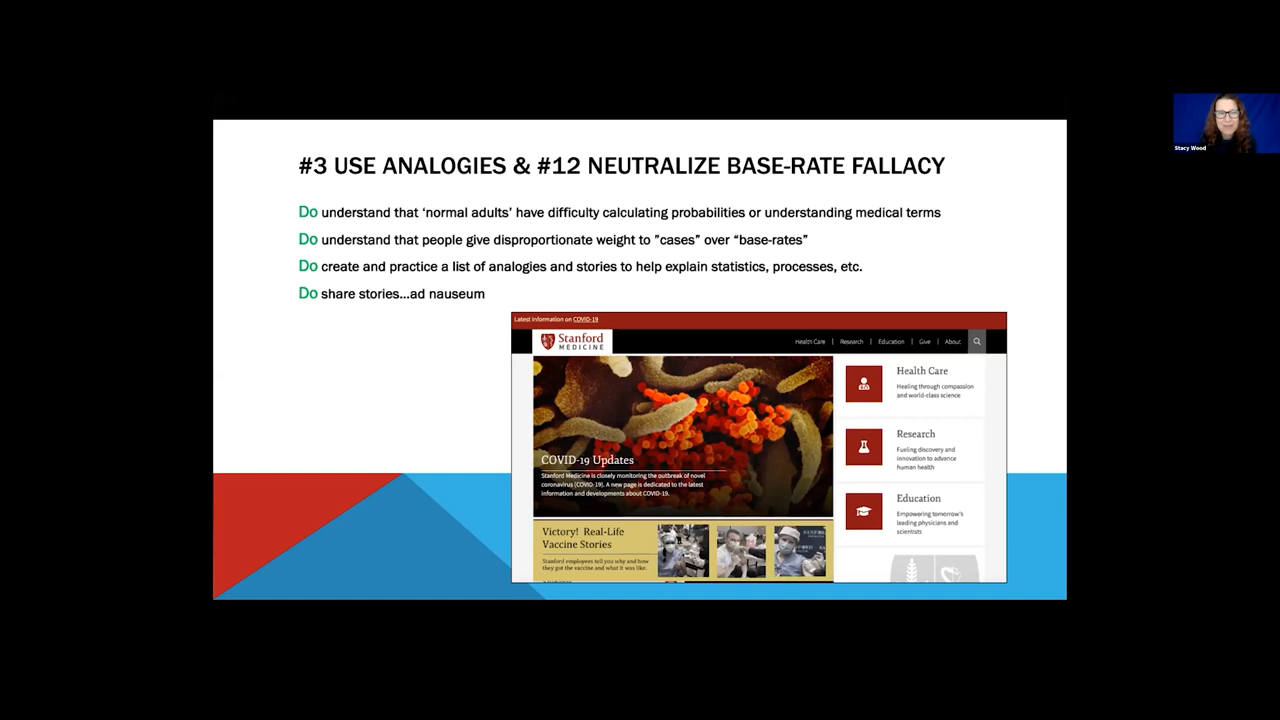 #3 USE ANALOGIES & #12 NEUTRALIZE BASE-RATE FALLACY
Do understand that ‘normal adults’ have difficulty calculating probabilities or understanding medical terms
Do understand that people give disproportionate weight to ”cases” over “base-rates”
Do create and practice a list of analogies and stories to help explain statistics, processes, etc.
Do share stories…ad nauseum
Latest information on COVID-19
Stanford
MEDICINE
Health Care | Research | Education | Give | About
COVID-19 Updates
Stanford Medicine is closely monitoring the outbreak of novel
coronavirus (COVID-19). A new page is dedicated to the latest
information and developments about COVID-19.
Victory! Real-Life
Vaccine Stories
Stanford employees tell you why and how
they got the vaccine and what it was like.
Health Care
Healing through compassion
and world-class science
Research
Fueling discovery and
innovation to advance
human health
Education
Empowering tomorrow's
leading physicians and
scientists
Stacy Wood